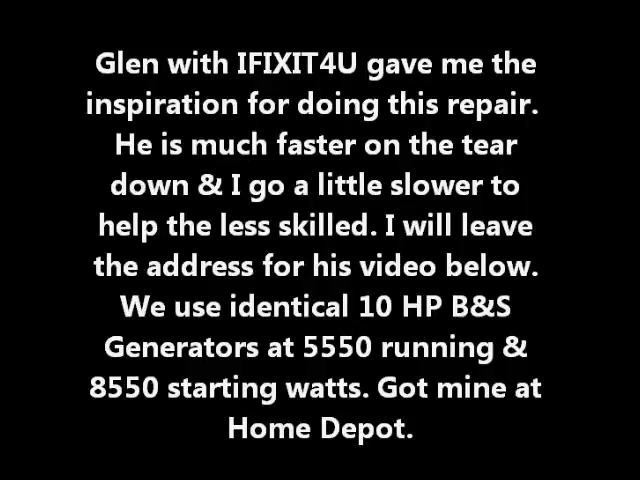 Glen with IFIXIT4U gave me the
inspiration for doing this repair.
He is much faster on the tear
down & I go a little slower to
help the less skilled. I will leave
the address for his video below.
We use identical 10 HP B&S
Generators at 5550 running &
8550 starting watts. Got mine at
Home Depot.